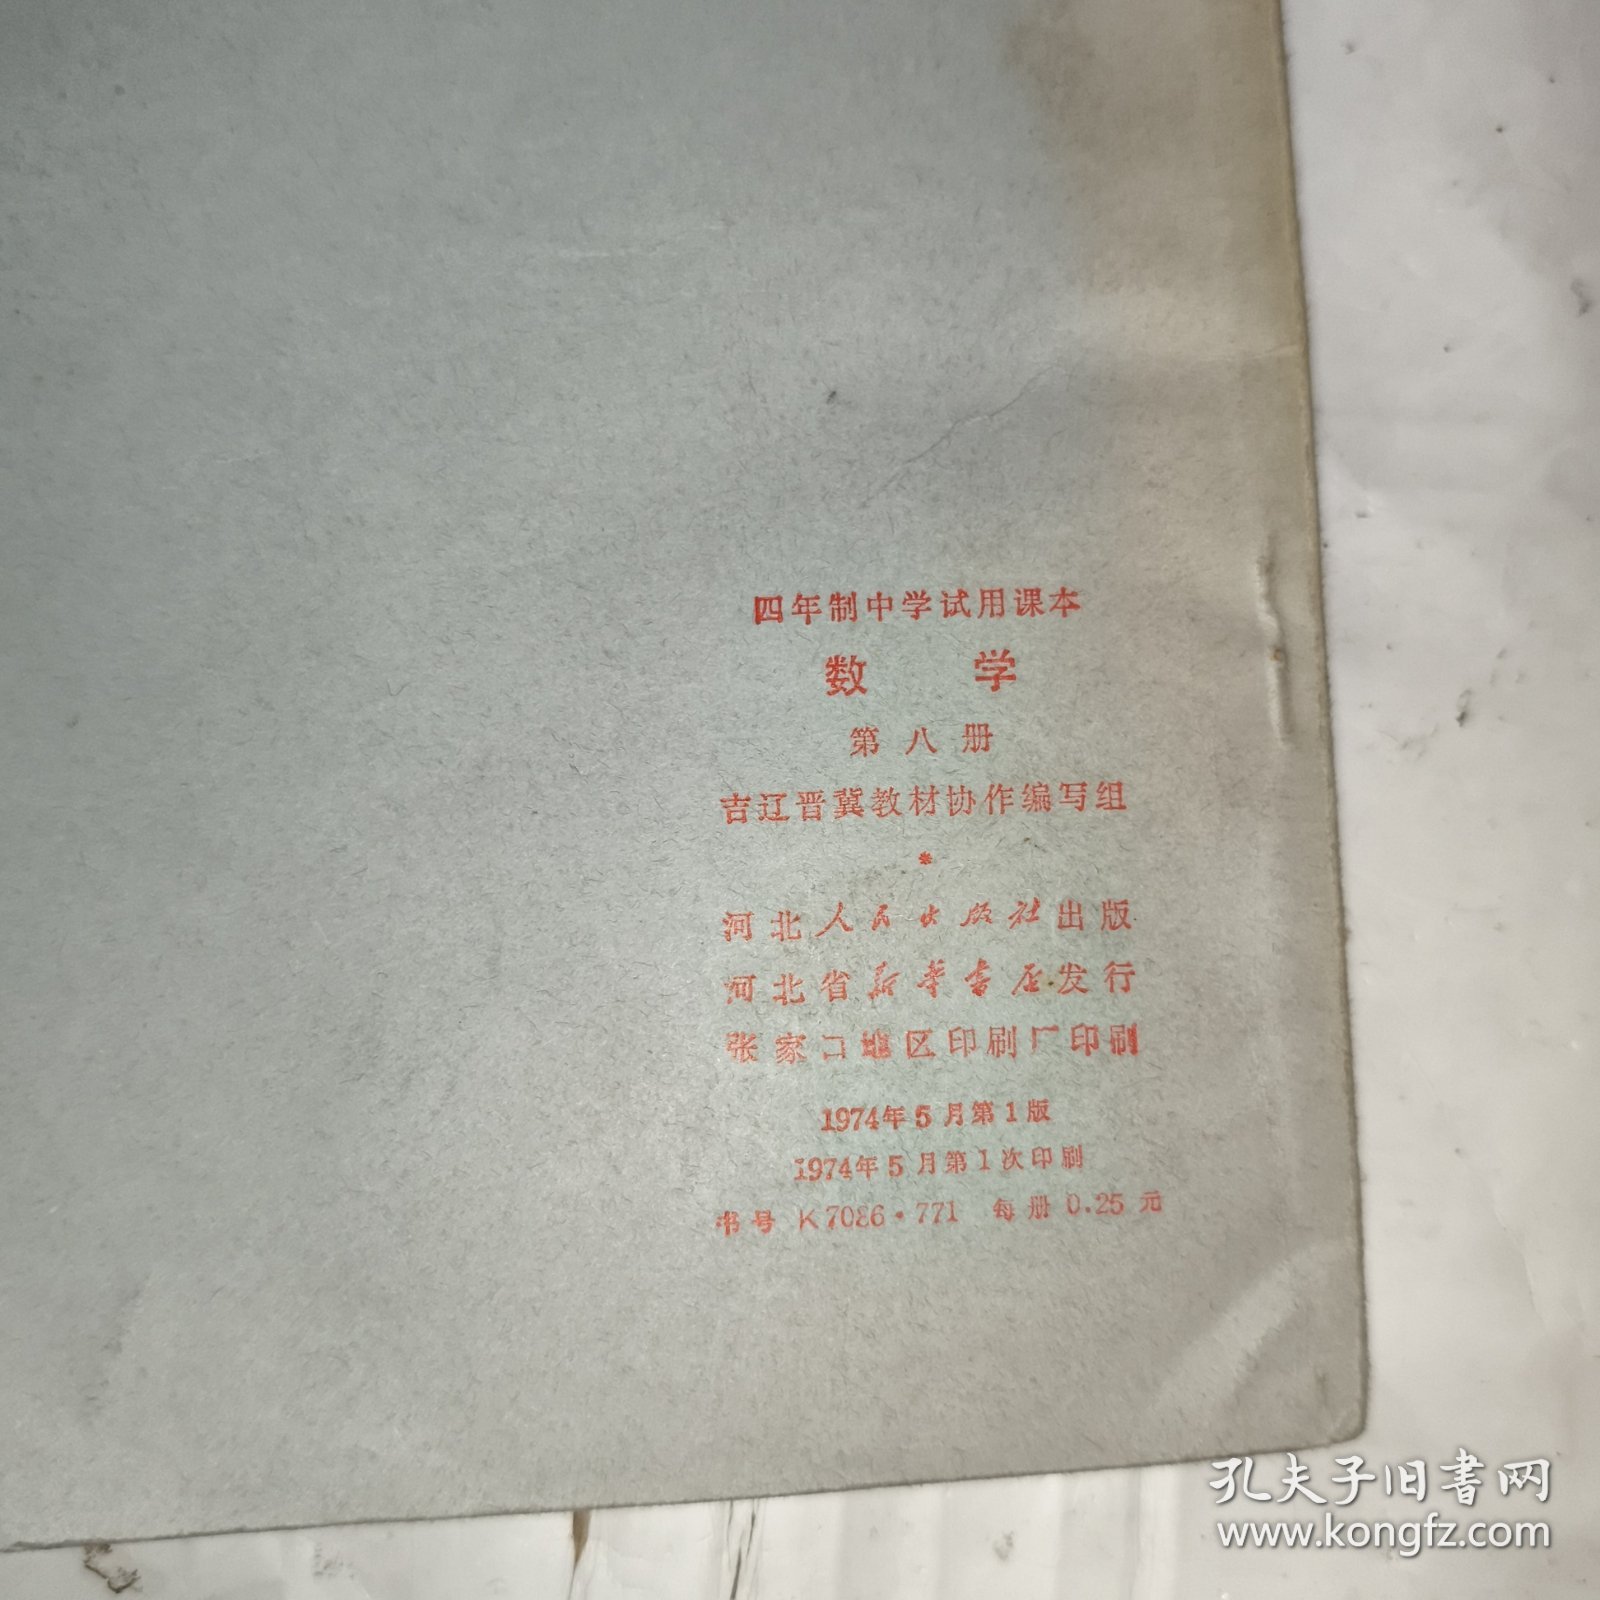 四年制中学试用课本
数学
第八册
吉辽晋冀教材协作编写组
*
河北人民出版社出版
河北省新华书店发行
张家口地区印刷厂印刷
1974年5月第1版
1974年5月第1次印刷
书号 K7086·771 每册 0.25元
孔夫子旧书网
www.kongfz.com